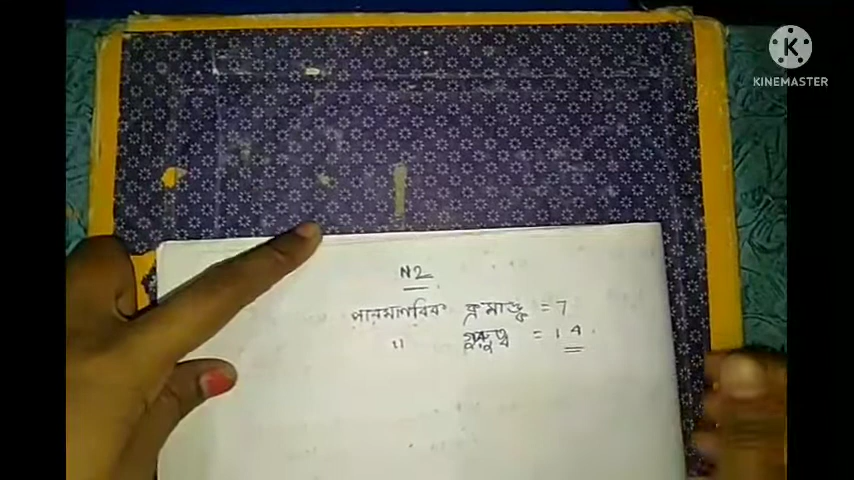 K
KINEMASTER
N2
পারমাণবিক ক্রমাঙ্ক = 7
" গুরুত্ব = 14